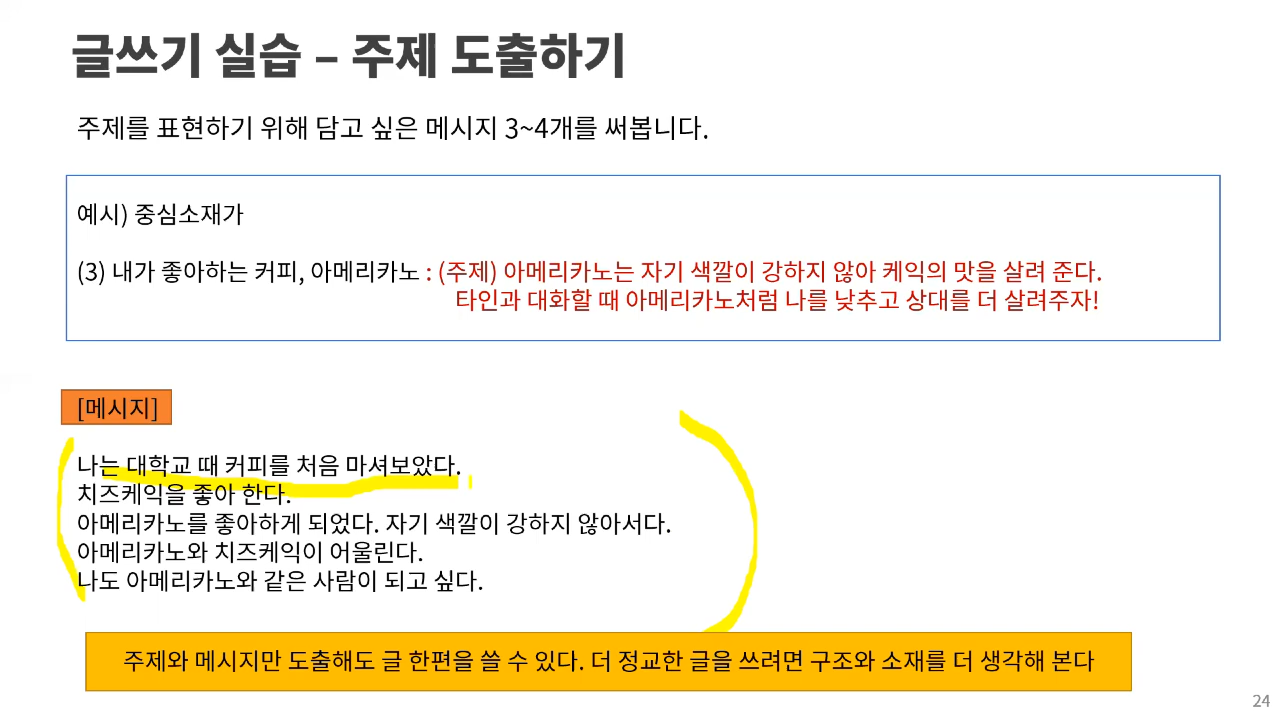 글쓰기 실습 – 주제 도출하기
주제를 표현하기 위해 담고 싶은 메시지 3~4개를 써봅니다.
예시) 중심소재가
(3) 내가 좋아하는 커피, 아메리카노 : (주제) 아메리카노는 자기 색깔이 강하지 않아 케익의 맛을 살려 준다.
타인과 대화할 때 아메리카노처럼 나를 낮추고 상대를 더 살려주자!
[메시지]
나는 대학교 때 커피를 처음 마셔보았다.
치즈케익을 좋아 한다.
아메리카노를 좋아하게 되었다. 자기 색깔이 강하지 않아서다.
아메리카노와 치즈케익이 어울린다.
나도 아메리카노와 같은 사람이 되고 싶다.
주제와 메시지만 도출해도 글 한편을 쓸 수 있다. 더 정교한 글을 쓰려면 구조와 소재를 더 생각해 본다
24